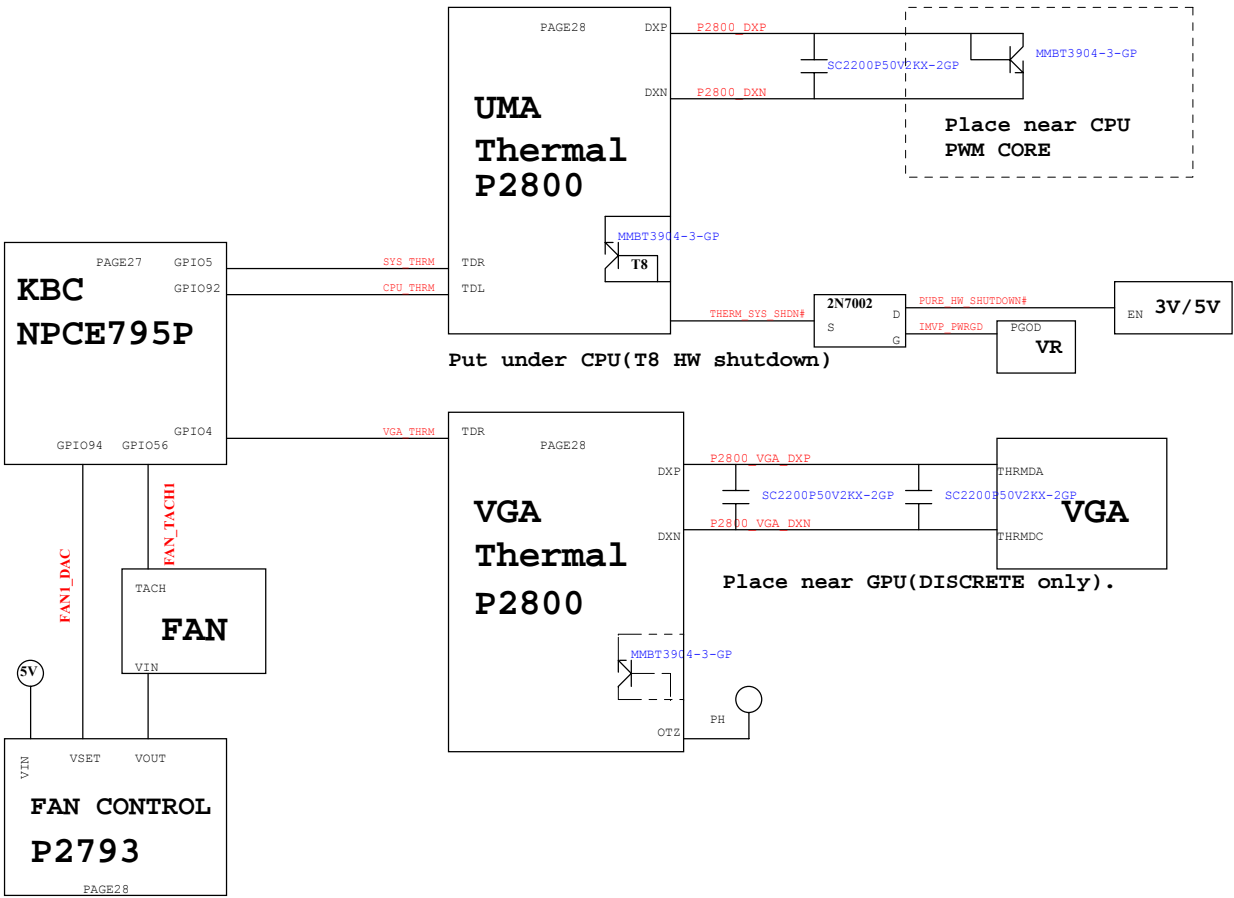 PAGE28
DXP
P2800_DXP
SC2200P50V2KX-2GP
MMBT3904-3-GP
DXN
P2800_DXN
UMA
Thermal
P2800
Place near CPU
PWM CORE
MMBT3904-3-GP
T8
PAGE27
GPIO5
SYS_THRM
TDR
KBC
GPIO92
CPU_THRM
TDL
NPCE795P
THERM_SYS_SHDN#
2N7002
S
D
G
PURE_HW_SHUTDOWN#
IMVP_PWRGD
EN
3V/5V
PGOD
VR
Put under CPU(T8 HW shutdown)
GPIO4
VGA_THRM
TDR
GPIO94
GPIO56
PAGE28
DXP
P2800_VGA_DXP
THRMDA
SC2200P50V2KX-2GP
SC2200P50V2KX-2GP
VGA
DXN
P2800_VGA_DXN
THRMDC
VGA
Thermal
P2800
Place near GPU(DISCRETE only).
FAN1_DAC
FAN_TACH1
TACH
FAN
VIN
MMBT3904-3-GP
OTZ
PH
5V
VIN
VSET
VOUT
FAN CONTROL
P2793
PAGE28